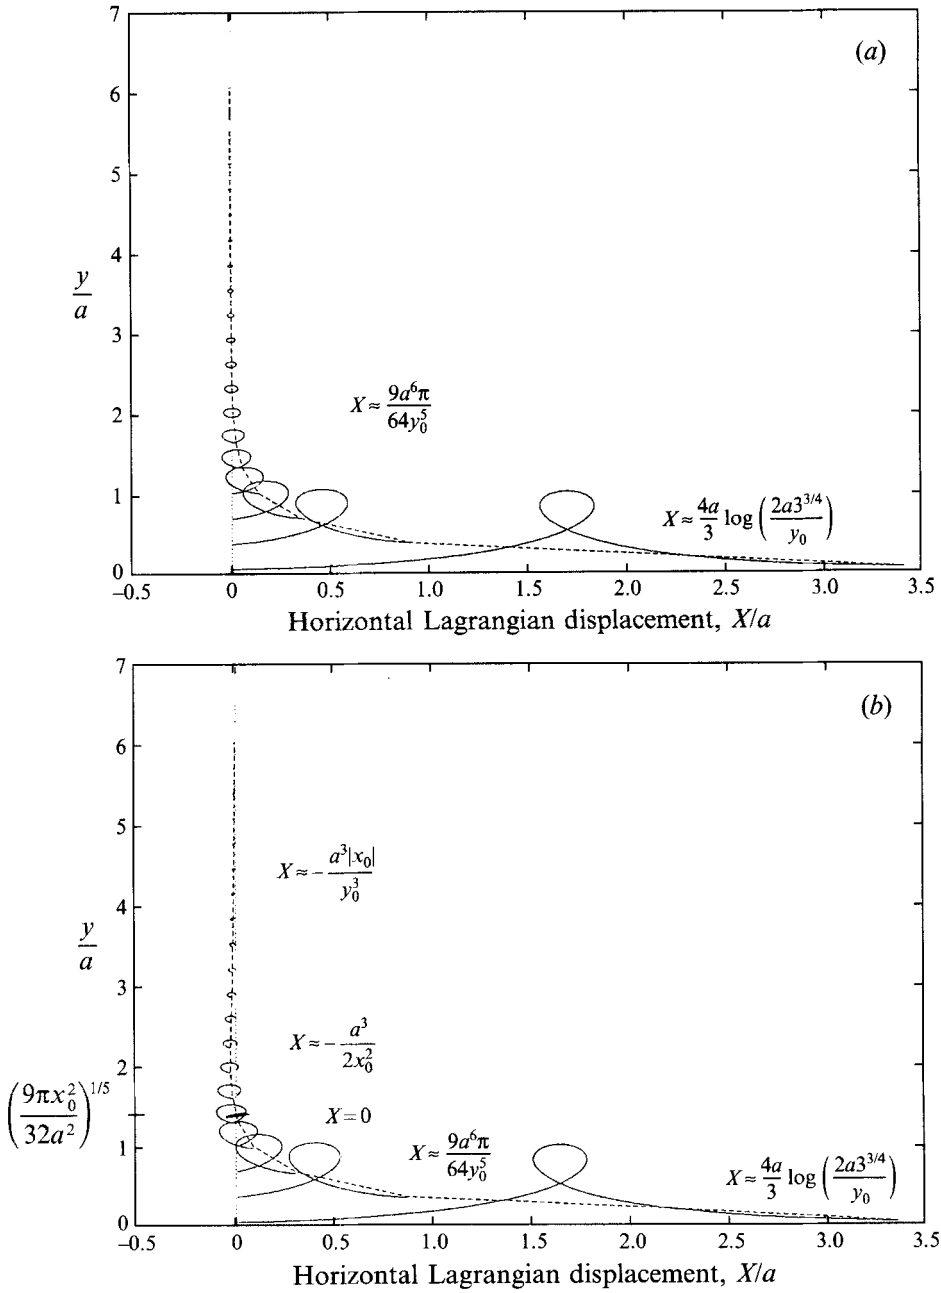 (a)
7
6
5
4
3
2
1
0
y/a
X ≈ 9a⁶π / 64y₀⁵
X ≈ 4a/3 log (2a3^{3/4} / y₀)
–0.5 0 0.5 1.0 1.5 2.0 2.5 3.0 3.5
Horizontal Lagrangian displacement, X/a
(b)
7
6
5
4
3
2
1
0
y/a
(9πx₀² / 32a²)^{1/5}
X ≈ – a³|x₀| / y₀³
X ≈ – a³ / 2x₀²
X = 0
X ≈ 9a⁶π / 64y₀⁵
X ≈ 4a/3 log (2a3^{3/4} / y₀)
–0.5 0 0.5 1.0 1.5 2.0 2.5 3.0 3.5
Horizontal Lagrangian displacement, X/a